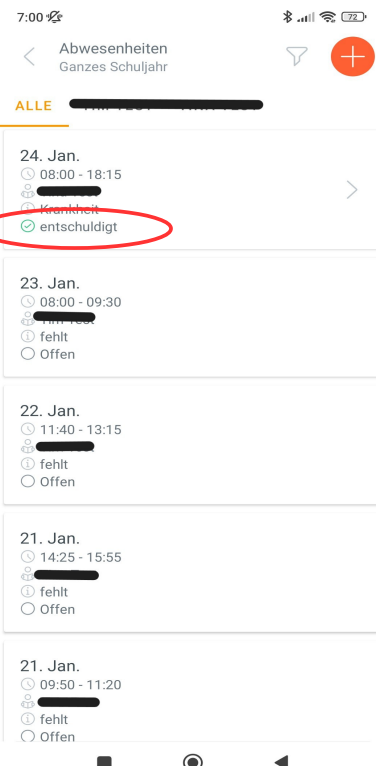 7:00
72
Abwesenheiten
Ganzes Schuljahr
ALLE
24. Jan.
08:00 - 18:15
Krankheit
entschuldigt
23. Jan.
08:00 - 09:30
fehlt
Offen
22. Jan.
11:40 - 13:15
fehlt
Offen
21. Jan.
14:25 - 15:55
fehlt
Offen
21. Jan.
09:50 - 11:20
fehlt
Offen